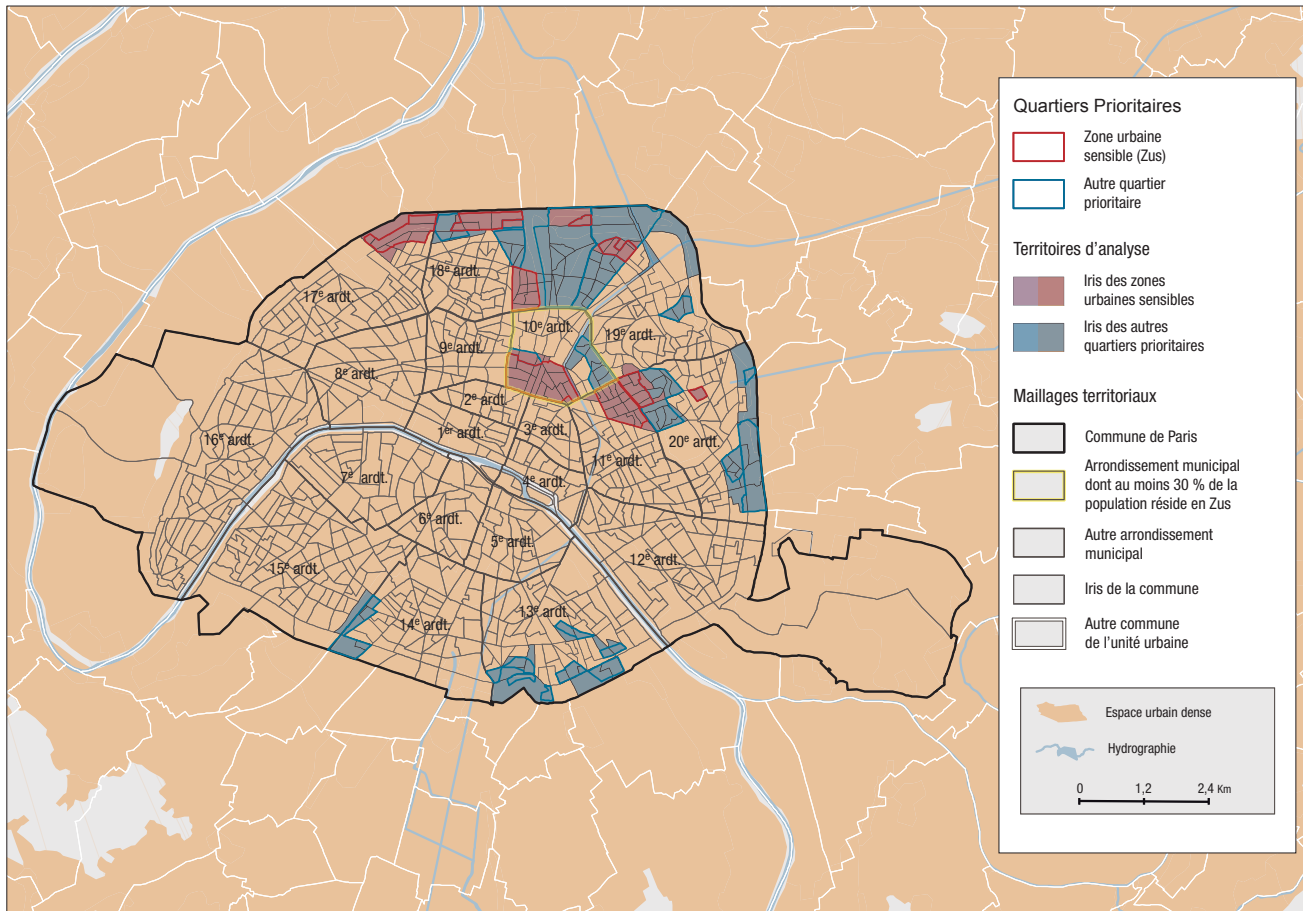 Quartiers Prioritaires
Zone urbaine
sensible (Zus)
Autre quartier
prioritaire
Territoires d'analyse
Iris des zones
urbaines sensibles
Iris des autres
quartiers prioritaires
Maillages territoriaux
Commune de Paris
Arrondissement municipal
dont au moins 30 % de la
population réside en Zus
Autre arrondissement
municipal
Iris de la commune
Autre commune
de l'unité urbaine
Espace urbain dense
Hydrographie
0 1,2 2,4 Km
18e ardt.
17e ardt.
10e ardt.
19e ardt.
9e ardt.
8e ardt.
2e ardt.
1er ardt.
3e ardt.
16e ardt.
20e ardt.
11e ardt.
7e ardt.
4e ardt.
6e ardt.
5e ardt.
12e ardt.
15e ardt.
13e ardt.
14e ardt.